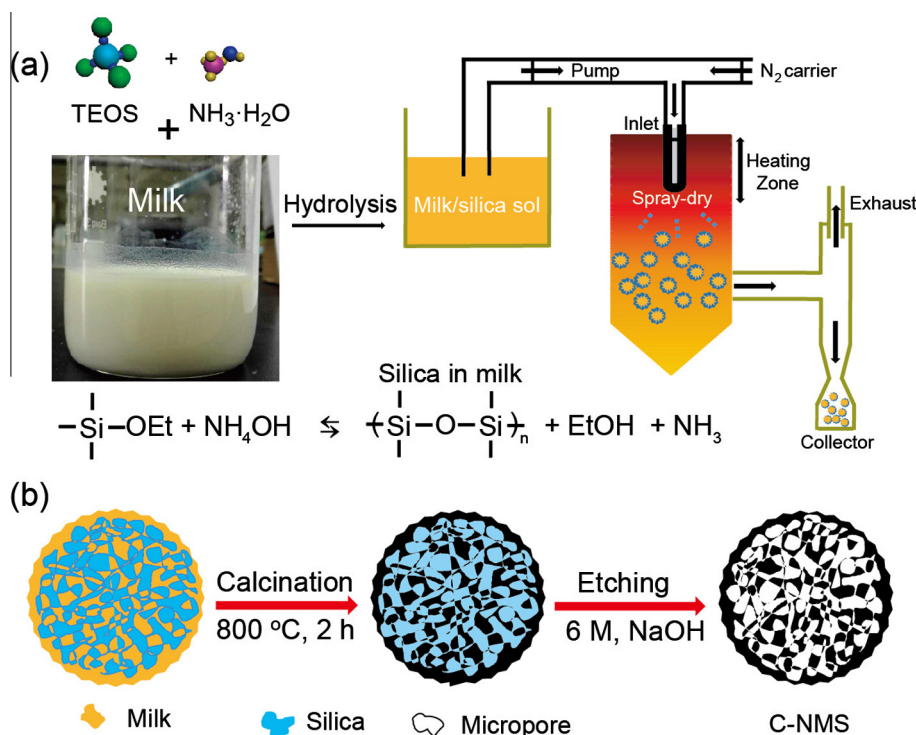 (a)
+
TEOS
NH₃·H₂O
+
Milk
Hydrolysis
Milk/silica sol
Pump
N₂ carrier
Inlet
Heating
Zone
Spray-dry
Exhaust
Collector
Silica in milk
–Si–OEt + NH₄OH ⇆ (–Si–O–Si–)ₙ + EtOH + NH₃
(b)
Calcination
800 °C, 2 h
Etching
6 M, NaOH
Milk
Silica
Micropore
C-NMS